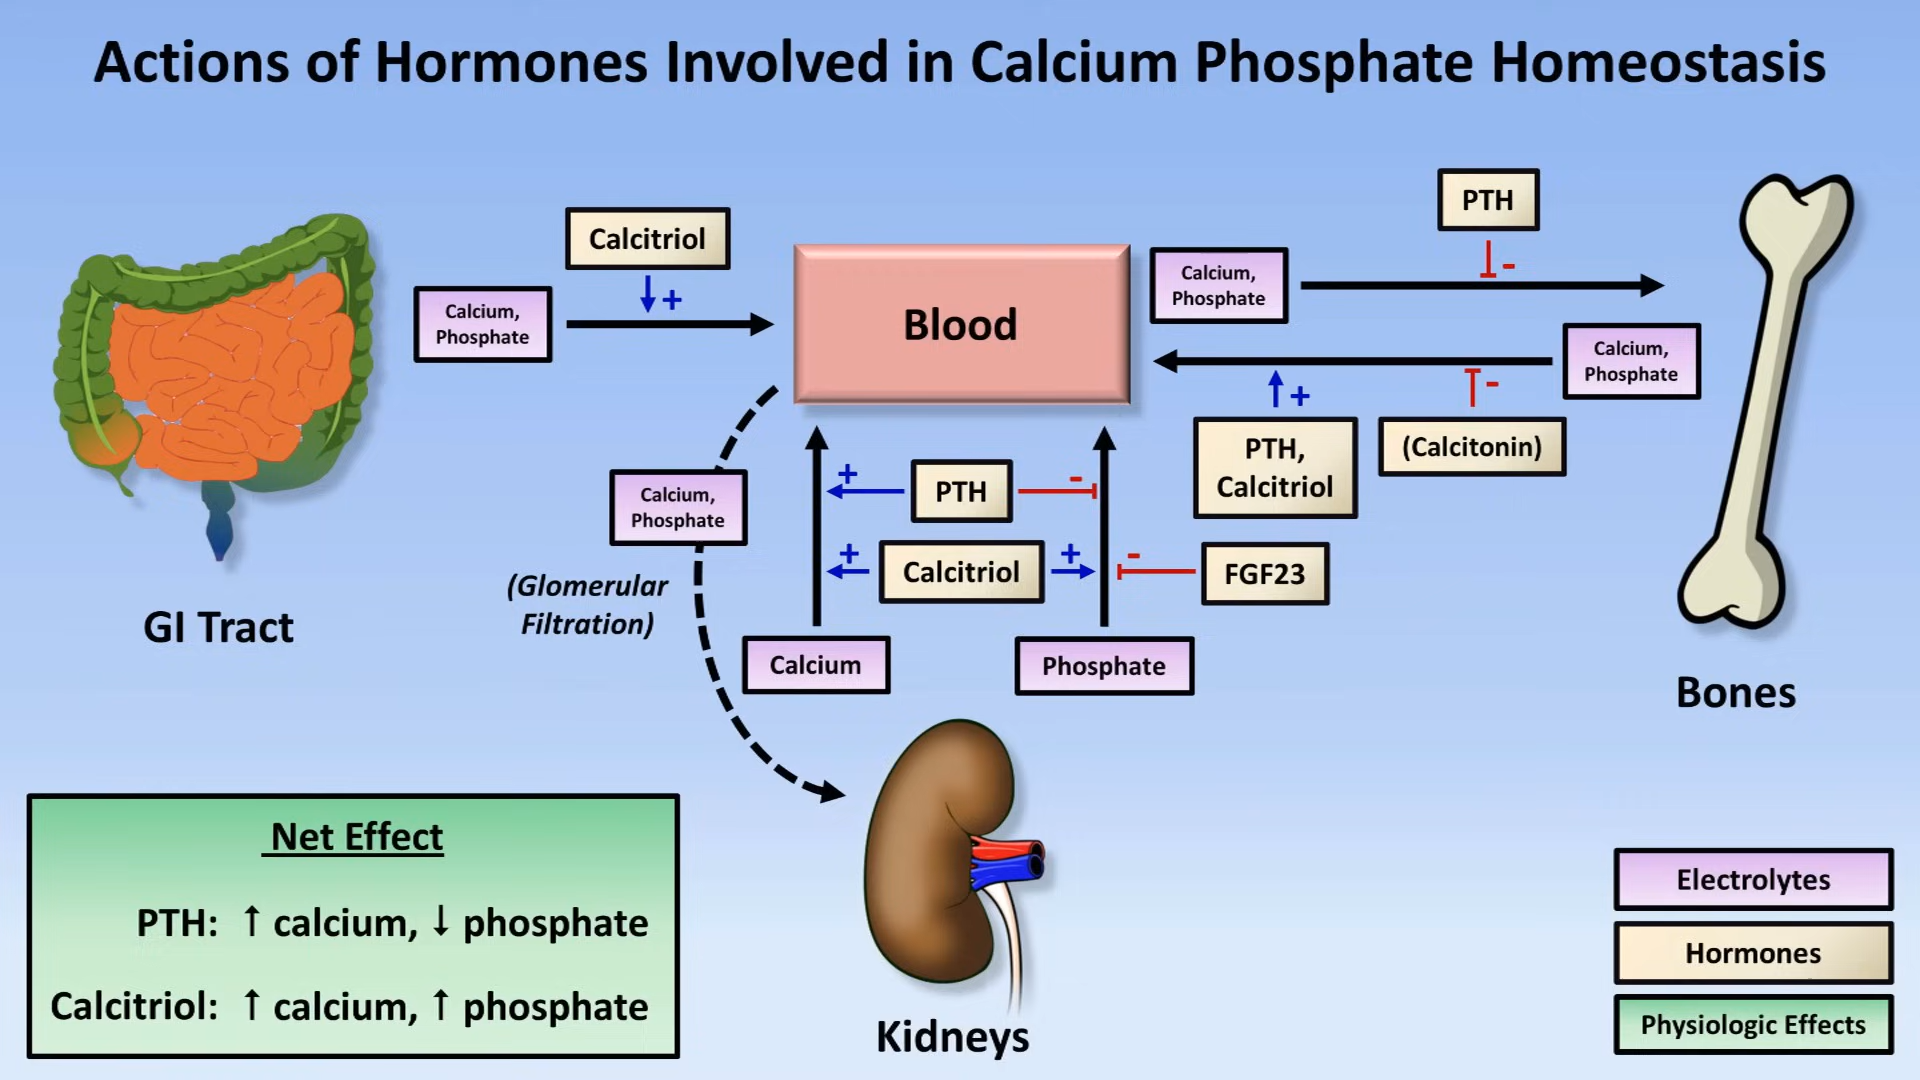 Actions of Hormones Involved in Calcium Phosphate Homeostasis
Calcitriol
+
Calcium,
Phosphate
GI Tract
Blood
Calcium,
Phosphate
PTH
-
Calcium,
Phosphate
+
-
PTH,
Calcitriol
(Calcitonin)
Bones
Calcium,
Phosphate
(Glomerular
Filtration)
+
PTH
-
+
Calcitriol
+
-
FGF23
Calcium
Phosphate
Kidneys
Net Effect
PTH: ↑ calcium, ↓ phosphate
Calcitriol: ↑ calcium, ↑ phosphate
Electrolytes
Hormones
Physiologic Effects